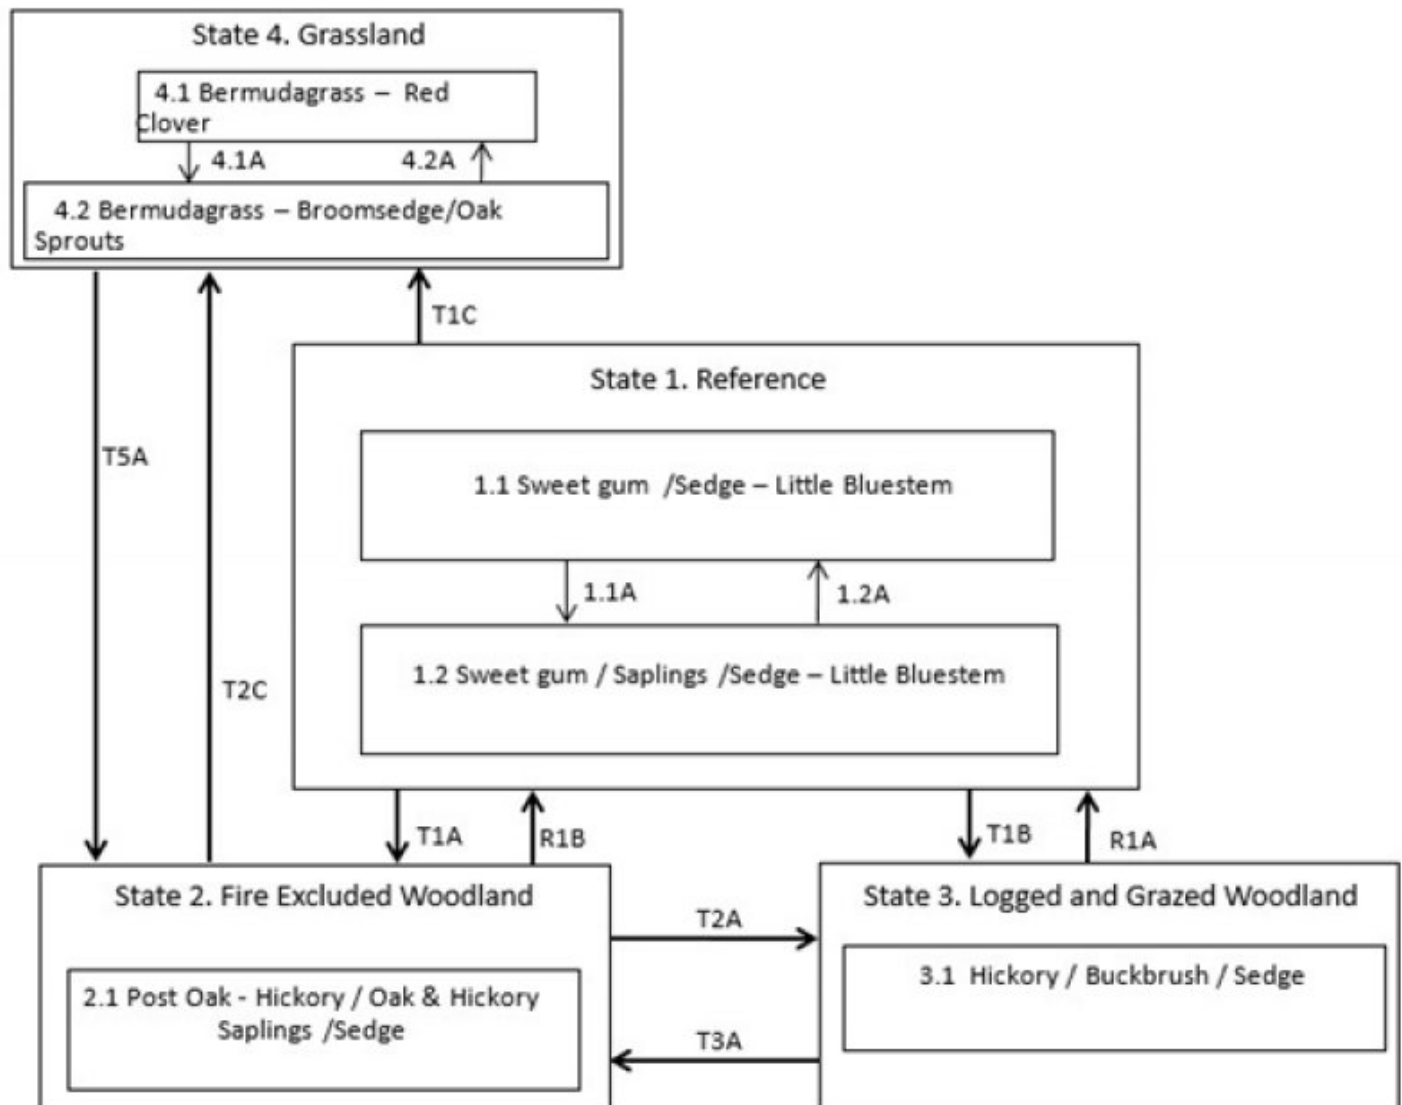 State 4. Grassland
4.1 Bermudagrass – Red
Clover
4.1A
4.2A
4.2 Bermudagrass – Broomsedge/Oak
Sprouts
T1C
State 1. Reference
T5A
1.1 Sweet gum /Sedge – Little Bluestem
1.1A
1.2A
1.2 Sweet gum / Saplings /Sedge – Little Bluestem
T2C
T1A
R1B
T1B
R1A
State 2. Fire Excluded Woodland
2.1 Post Oak - Hickory / Oak & Hickory
Saplings /Sedge
T2A
T3A
State 3. Logged and Grazed Woodland
3.1 Hickory / Buckbrush / Sedge